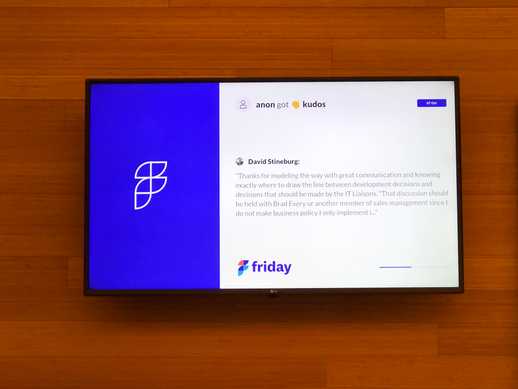 anon got 👏 kudos
David Stineburg:
"Thanks for modeling the way with great communication and knowing
exactly where to draw the line between development decisions and
decisions that should be made by the IT Liaisons. "That discussion should
be held with Brad Esery or another member of sales management since I
do not make business policy I only implement i..."
friday
LG